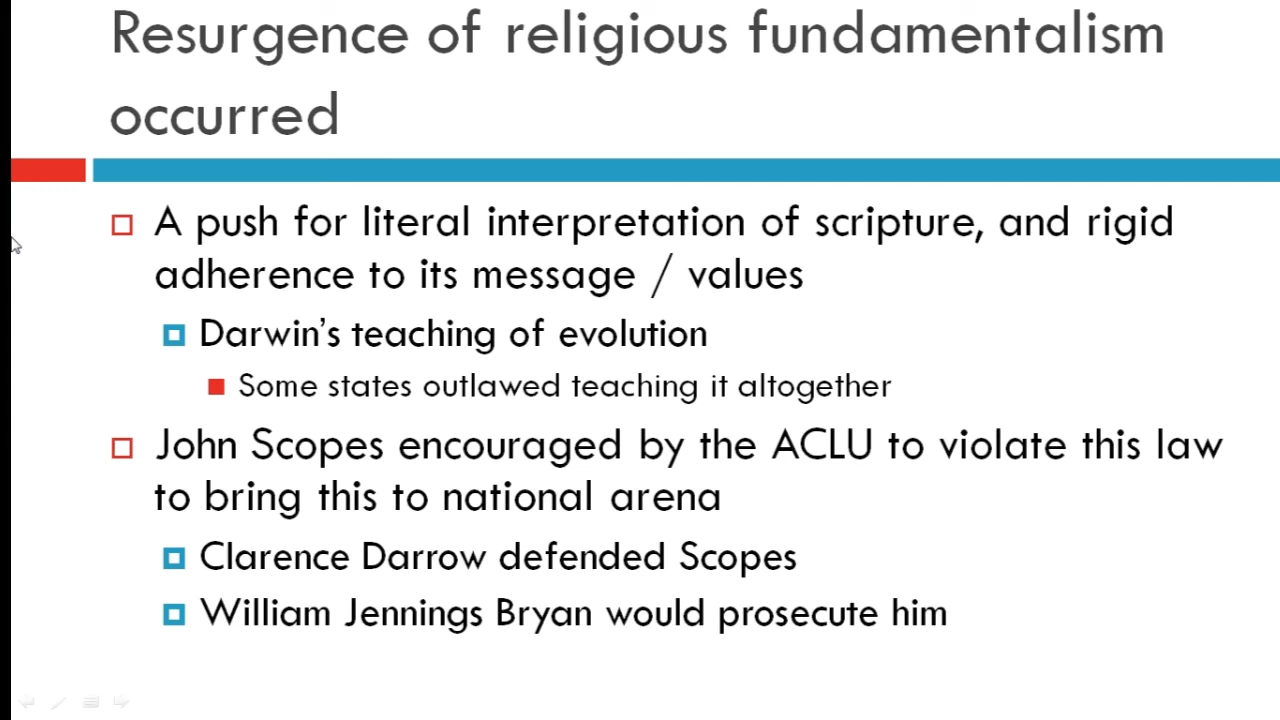 Resurgence of religious fundamentalism
occurred
A push for literal interpretation of scripture, and rigid
adherence to its message / values
Darwin’s teaching of evolution
Some states outlawed teaching it altogether
John Scopes encouraged by the ACLU to violate this law
to bring this to national arena
Clarence Darrow defended Scopes
William Jennings Bryan would prosecute him